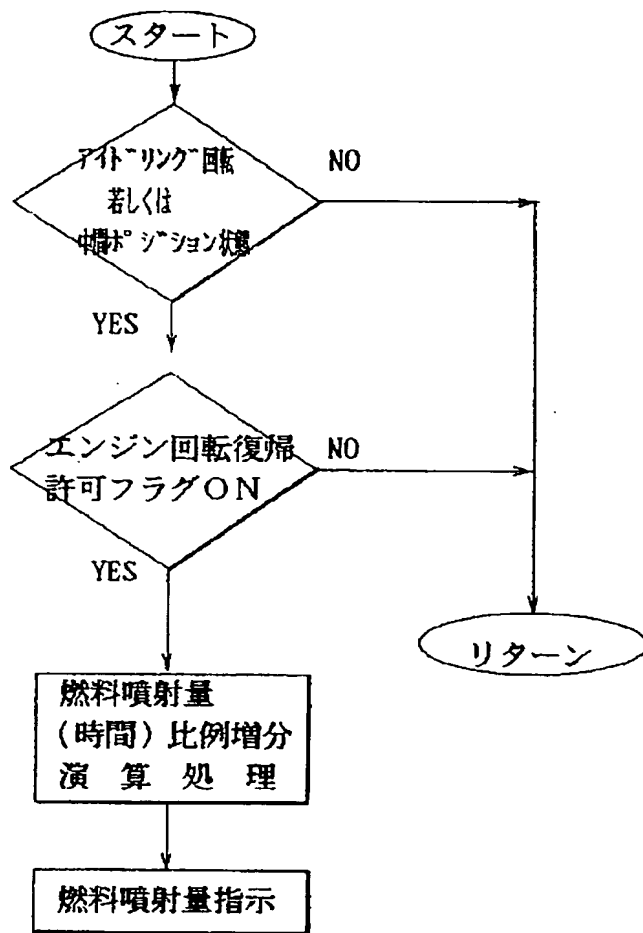 スタート
アイドリング回転
若しくは
中間ポジション状態
NO
YES
エンジン回転復帰
許可フラグON
NO
YES
リターン
燃料噴射量
(時間)比例増分
演算処理
燃料噴射量指示